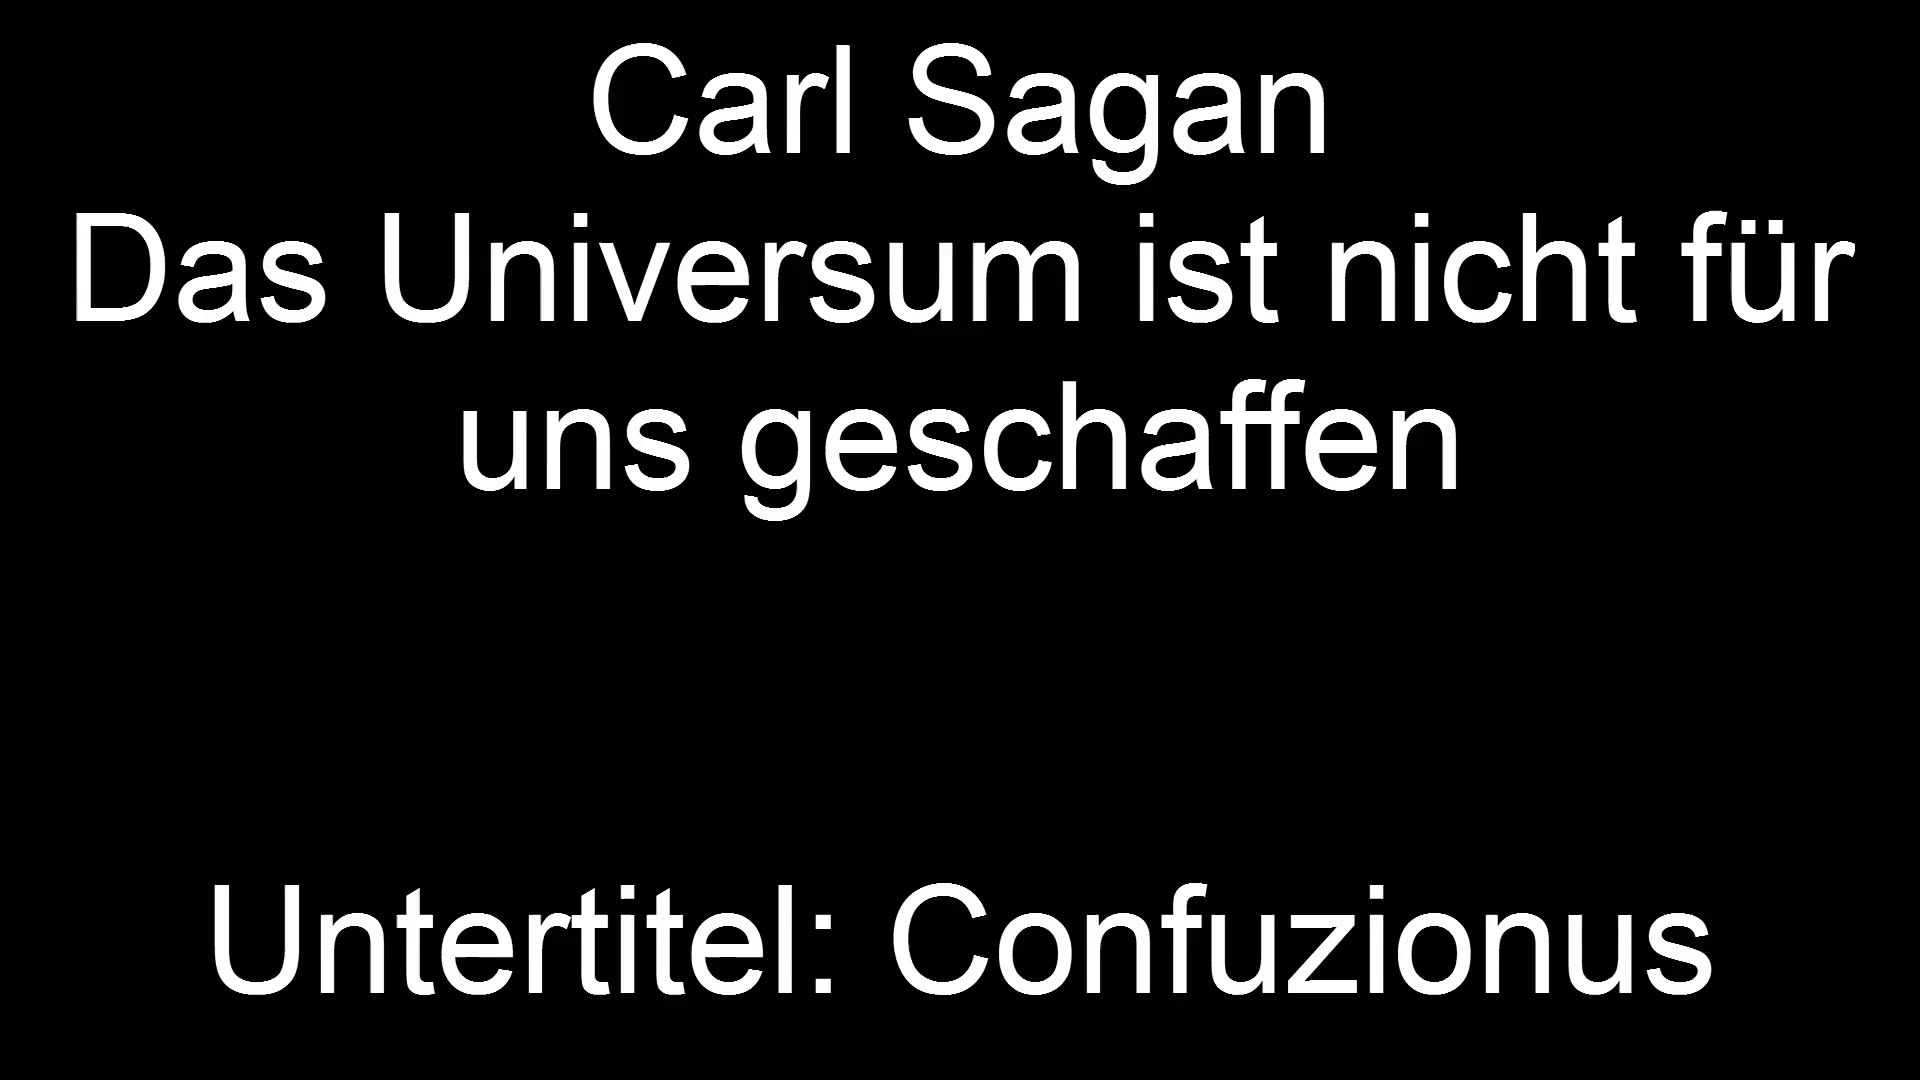 Carl Sagan
Das Universum ist nicht für
uns geschaffen
Untertitel: Confuzionus